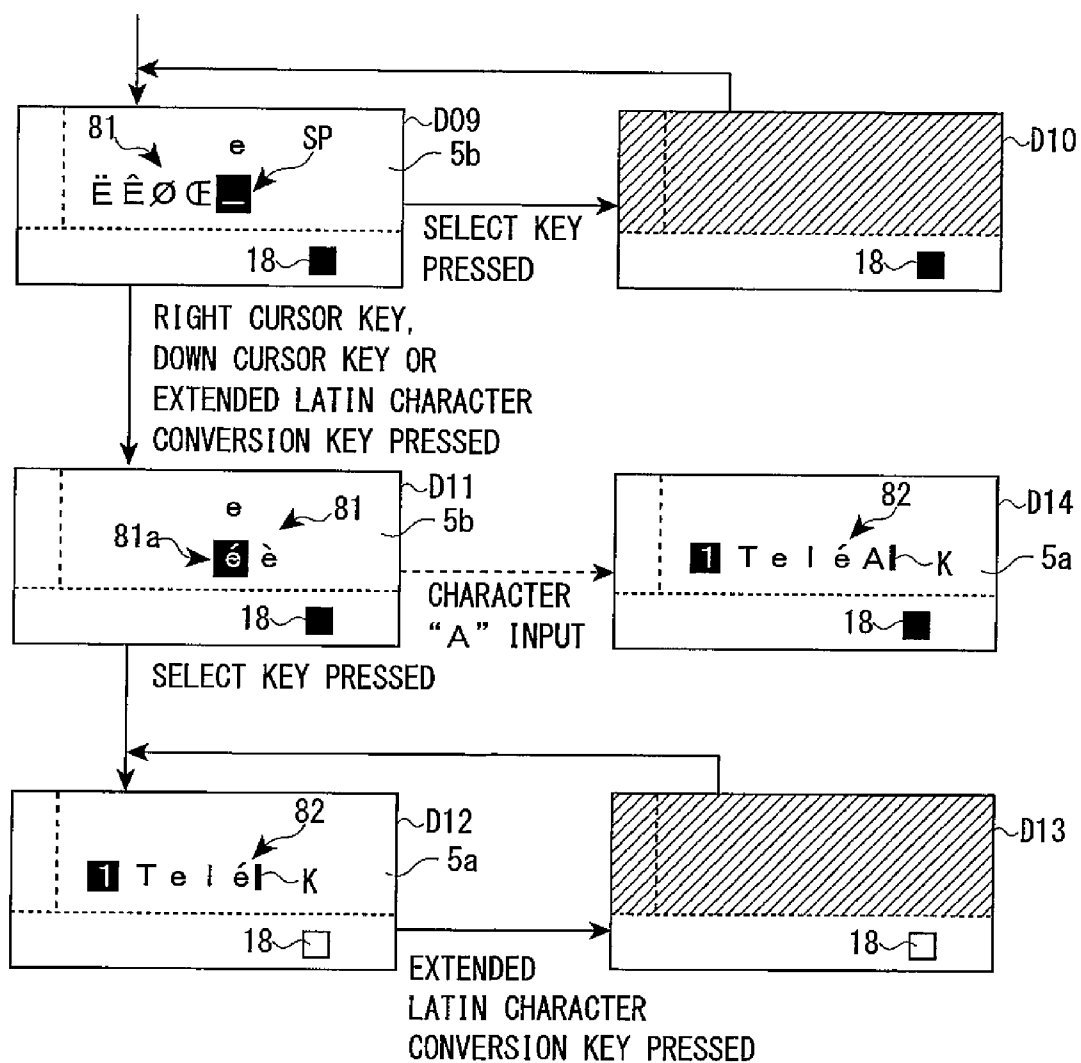 81
e
SP
D09
5b
D10
Ë Ê Ø Œ _
18
SELECT KEY
PRESSED
18
RIGHT CURSOR KEY,
DOWN CURSOR KEY OR
EXTENDED LATIN CHARACTER
CONVERSION KEY PRESSED
e
81
D11
5b
81a
é è
18
CHARACTER
“A” INPUT
82
D14
1 TeléA
K
5a
18
SELECT KEY PRESSED
82
D12
5a
1 Telé
K
18
D13
18
EXTENDED
LATIN CHARACTER
CONVERSION KEY PRESSED